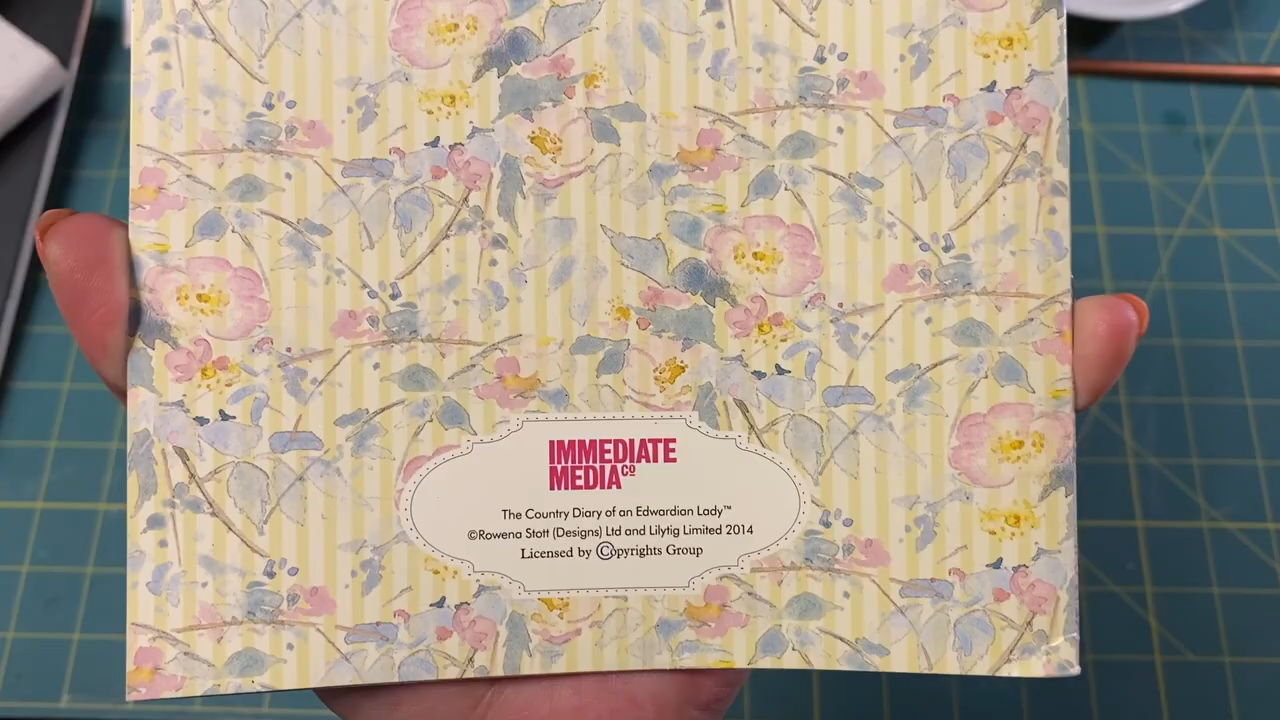 IMMEDIATE
MEDIA Co
The Country Diary of an Edwardian Lady™
©Rowena Stott (Designs) Ltd and Lilytig Limited 2014
Licensed by Copyrights Group